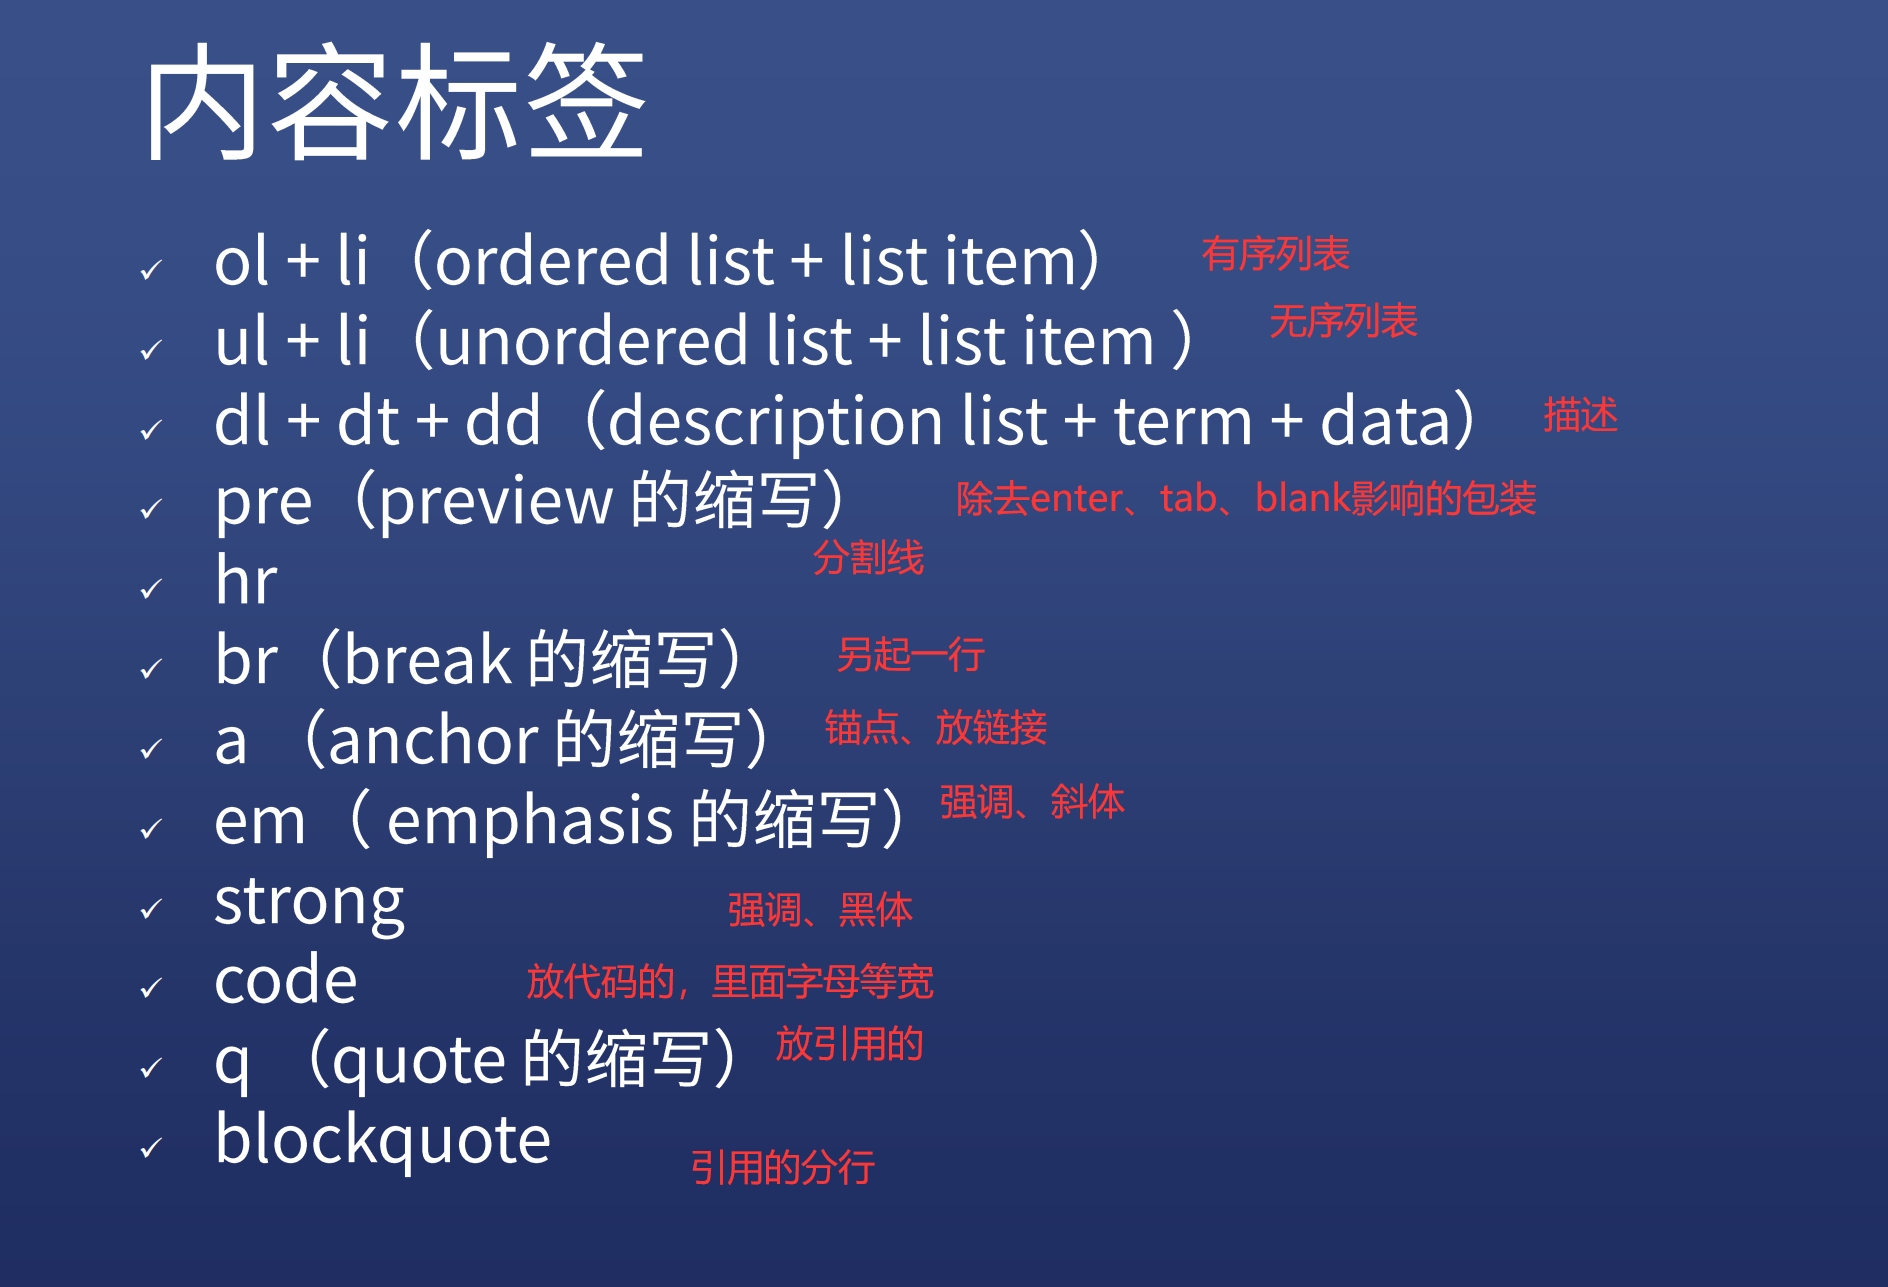 内容标签
ol + li（ordered list + list item） 有序列表
ul + li（unordered list + list item ） 无序列表
dl + dt + dd（description list + term + data） 描述
pre（preview 的缩写） 除去enter、tab、blank影响的包装
hr 分割线
br（break 的缩写） 另起一行
a （anchor 的缩写） 锚点、放链接
em（ emphasis 的缩写） 强调、斜体
strong 强调、黑体
code 放代码的，里面字母等宽
q （quote 的缩写） 放引用的
blockquote 引用的分行